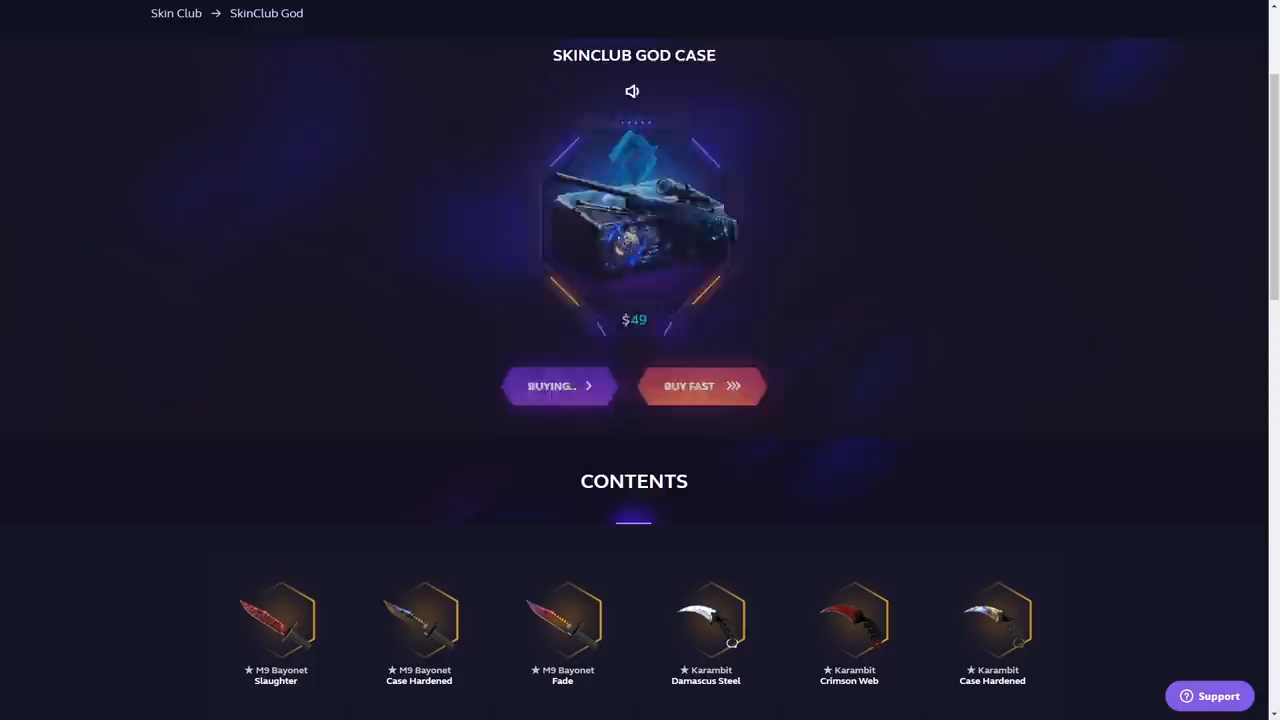 Skin Club → SkinClub God
SKINCLUB GOD CASE
$49
BUYING..
BUY FAST
CONTENTS
★ M9 Bayonet
Slaughter
★ M9 Bayonet
Case Hardened
★ M9 Bayonet
Fade
★ Karambit
Damascus Steel
★ Karambit
Crimson Web
★ Karambit
Case Hardened
Support